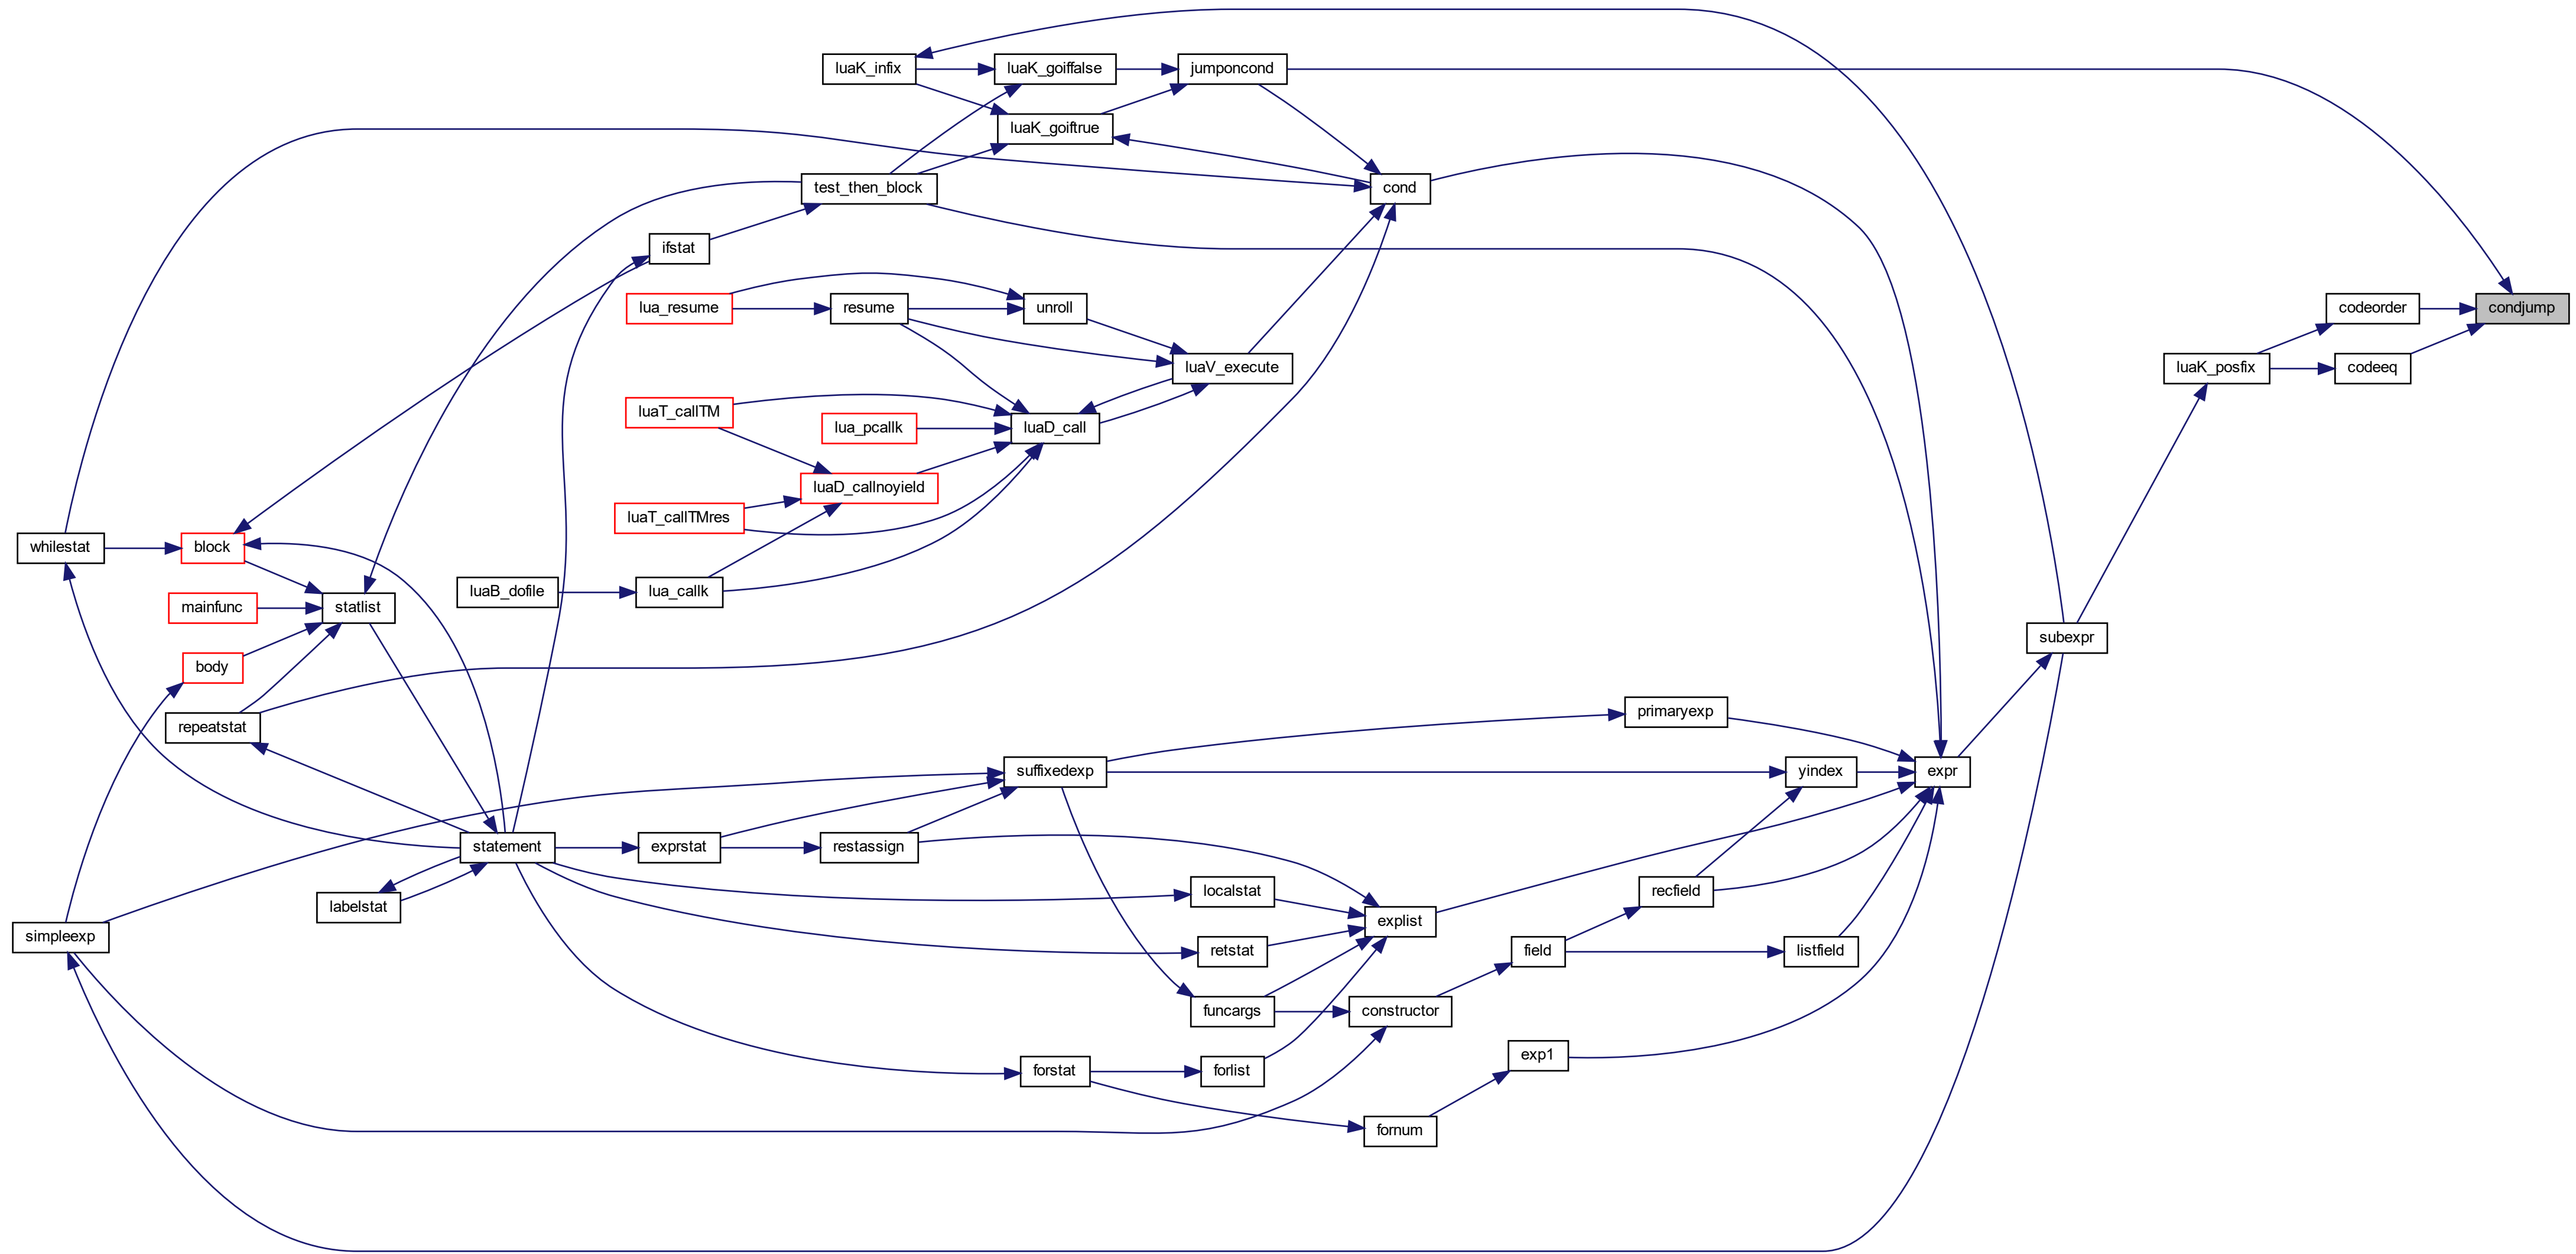 luaK_infix
luaK_goiffalse
jumponcond
luaK_goiftrue
test_then_block
cond
ifstat
lua_resume
resume
unroll
codeorder
condjump
luaV_execute
luaK_posfix
codeeq
luaT_callTM
lua_pcallk
luaD_call
luaD_callnoyield
luaT_callTMres
whilestat
block
luaB_dofile
lua_callk
mainfunc
statlist
subexpr
body
repeatstat
primaryexp
suffixedexp
yindex
expr
statement
exprstat
restassign
labelstat
localstat
recfield
simpleexp
explist
retstat
field
listfield
funcargs
constructor
exp1
forstat
forlist
fornum